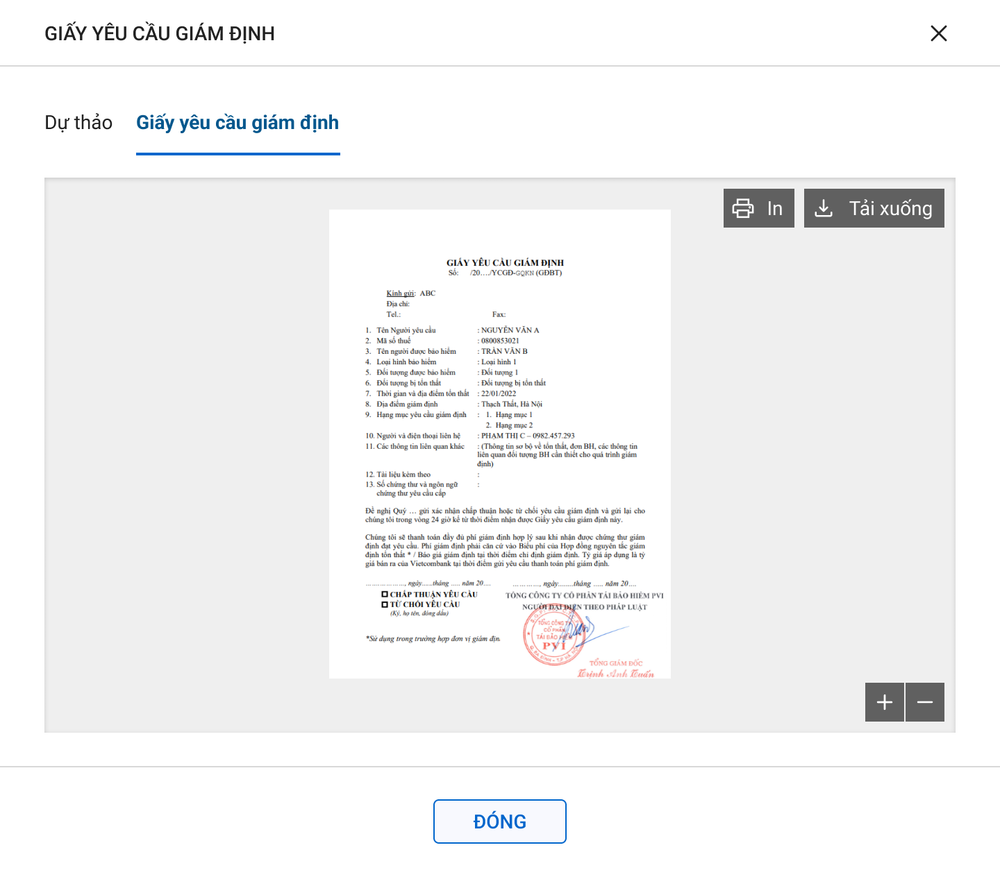 GIẤY YÊU CẦU GIÁM ĐỊNH
Dự thảo
Giấy yêu cầu giám định
In
Tải xuống
GIẤY YÊU CẦU GIÁM ĐỊNH
Số: /20…./YCGĐ-GQKN (GĐBT)
Kính gửi: ABC
Địa chỉ:
Tel.: Fax:
1. Tên Người yêu cầu : NGUYỄN VĂN A
2. Mã số thuế : 0800853021
3. Tên người được bảo hiểm : TRẦN VĂN B
4. Loại hình bảo hiểm : Loại hình 1
5. Đối tượng được bảo hiểm : Đối tượng 1
6. Đối tượng bị tổn thất : Đối tượng bị tổn thất
7. Thời gian và địa điểm tổn thất : 22/01/2022
8. Địa điểm giám định : Thạch Thất, Hà Nội
9. Hạng mục yêu cầu giám định : 1. Hạng mục 1
2. Hạng mục 2
10. Người và điện thoại liên hệ : PHẠM THỊ C – 0982.457.293
11. Các thông tin liên quan khác : (Thông tin sơ bộ về tổn thất, đơn BH, các thông tin
liên quan đối tượng BH cần thiết cho quá trình giám
định)
12. Tài liệu kèm theo :
13. Số chứng thư và ngôn ngữ :
chứng thư yêu cầu cấp
Đề nghị Quý … gửi xác nhận chấp thuận hoặc từ chối yêu cầu giám định và gửi lại cho
chúng tôi trong vòng 24 giờ kể từ thời điểm nhận được Giấy yêu cầu giám định này.
Chúng tôi sẽ thanh toán đầy đủ phí giám định hợp lý sau khi nhận được chứng thư giám
định đạt yêu cầu. Phí giám định phải căn cứ vào Biểu phí của Hợp đồng nguyên tắc giám
định tổn thất * / Báo giá giám định tại thời điểm chỉ định giám định. Tỷ giá áp dụng là tỷ
giá bán ra của Vietcombank tại thời điểm gửi yêu cầu thanh toán phí giám định.
…………………, ngày......tháng ..... năm 20….
…………, ngày........tháng ..... năm 20….
CHẤP THUẬN YÊU CẦU
TỪ CHỐI YÊU CẦU
(Ký, họ tên, đóng dấu)
TỔNG CÔNG TY CỔ PHẦN TÁI BẢO HIỂM PVI
NGƯỜI ĐẠI DIỆN THEO PHÁP LUẬT
*Sử dụng trong trường hợp đơn vị giám địn
TỔNG CÔNG TY
CỔ PHẦN
TÁI BẢO HIỂM
PVI
Q. BA ĐÌNH - T.P HÀ NỘI
TỔNG GIÁM ĐỐC
Trịnh Anh Tuấn
ĐÓNG